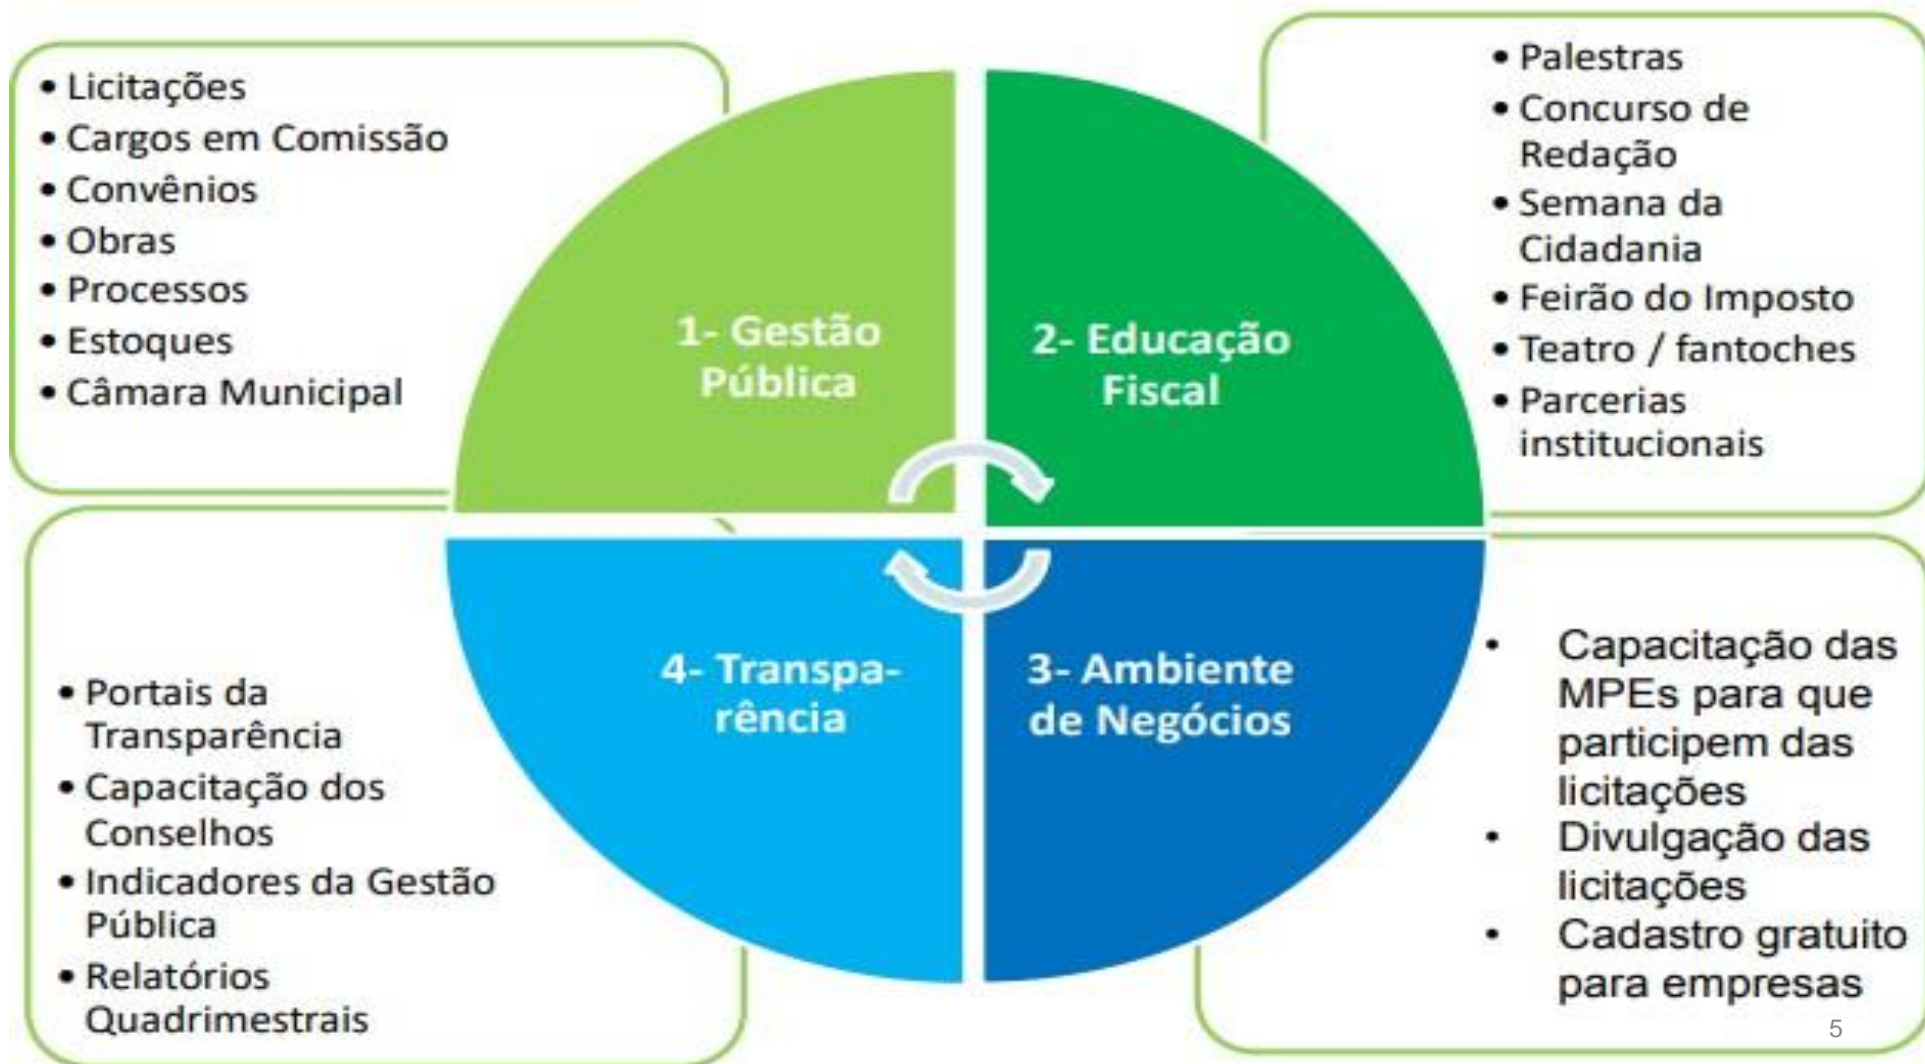 • Licitações
• Cargos em Comissão
• Convênios
• Obras
• Processos
• Estoques
• Câmara Municipal
1- Gestão
Pública
2- Educação
Fiscal
• Palestras
• Concurso de
Redação
• Semana da
Cidadania
• Feirão do Imposto
• Teatro / fantoches
• Parcerias
institucionais
• Portais da
Transparência
• Capacitação dos
Conselhos
• Indicadores da Gestão
Pública
• Relatórios
Quadrimestrais
4- Transpa-
rência
3- Ambiente
de Negócios
• Capacitação das
MPEs para que
participem das
licitações
• Divulgação das
licitações
• Cadastro gratuito
para empresas
5